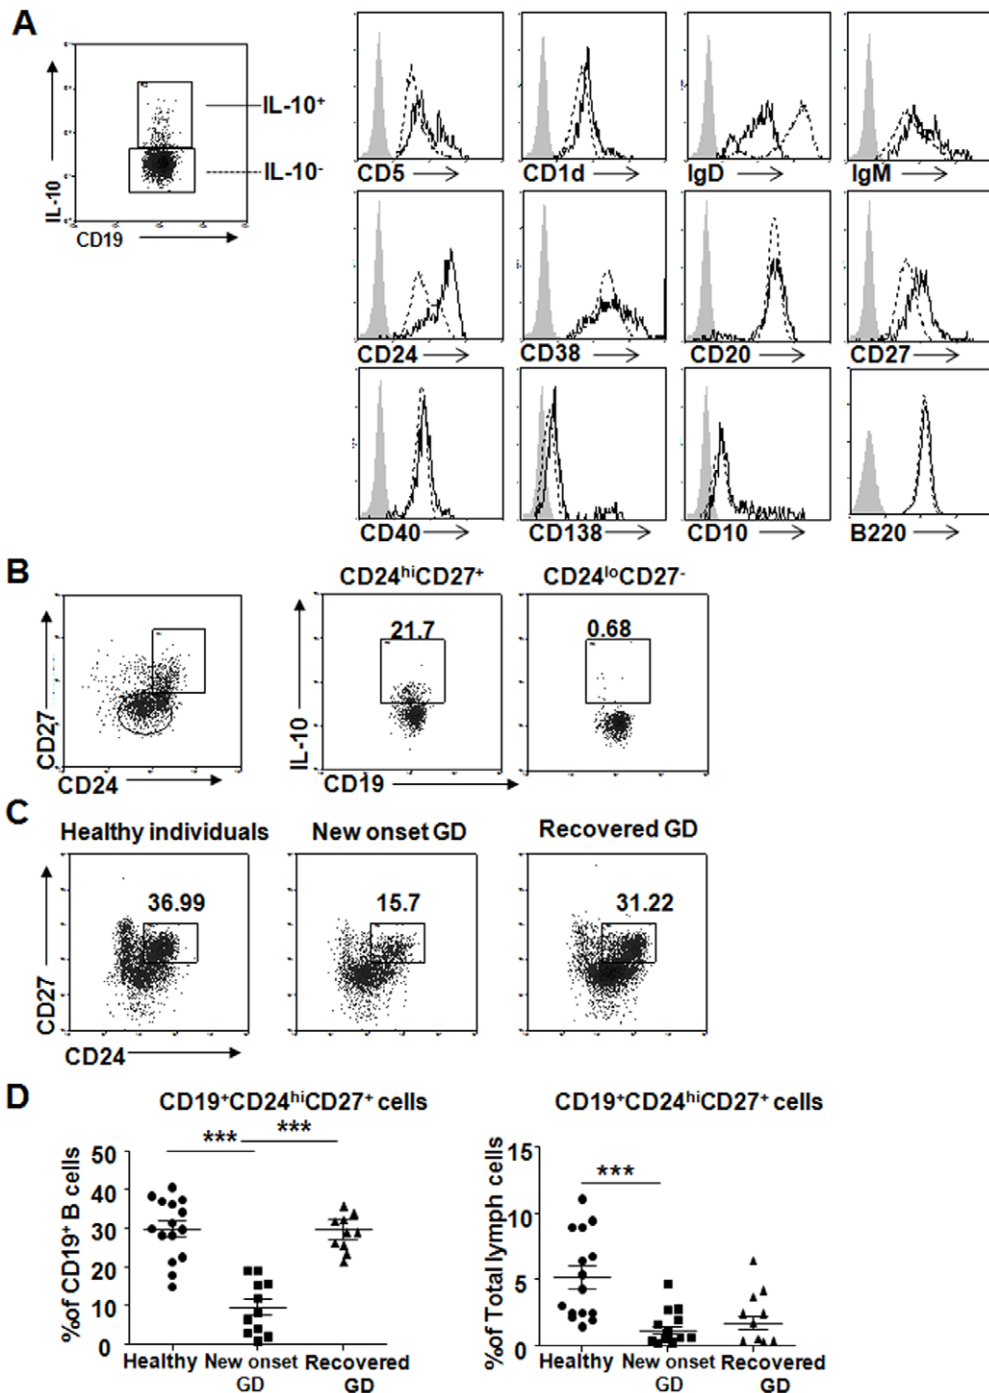 A
IL-10
CD19
IL-10⁺
IL-10⁻
CD5
CD1d
IgD
IgM
CD24
CD38
CD20
CD27
CD40
CD138
CD10
B220
B
CD27
CD24
CD24ʰⁱCD27⁺
CD24ˡᵒCD27⁻
21.7
0.68
IL-10
CD19
C
Healthy individuals
New onset GD
Recovered GD
36.99
15.7
31.22
CD27
CD24
D
CD19⁺CD24ʰⁱCD27⁺ cells
%of CD19⁺ B cells
50
40
30
20
10
0
***
***
Healthy
New onset
GD
Recovered
GD
CD19⁺CD24ʰⁱCD27⁺ cells
%of Total lymph cells
15
10
5
0
***
Healthy
New onset
GD
Recovered
GD